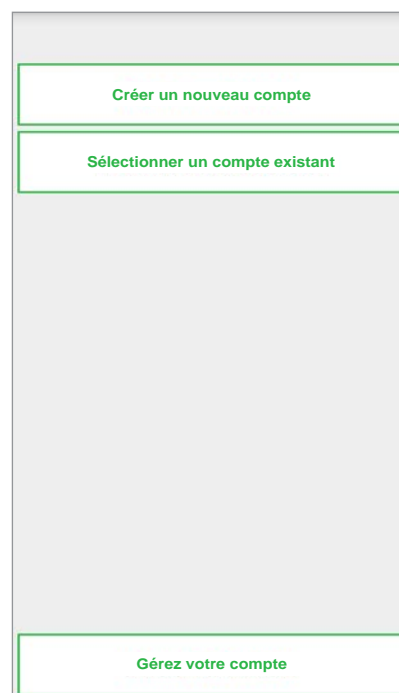 Créer un nouveau compte
Sélectionner un compte existant
Gérez votre compte